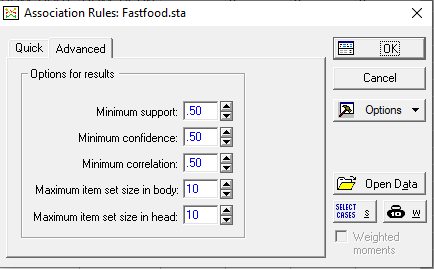 Association Rules: Fastfood.sta
Quick Advanced
OK
Cancel
Options
Options for results
Minimum support: .50
Minimum confidence: .50
Minimum correlation: .50
Maximum item set size in body: 10
Maximum item set size in head: 10
Open Data
SELECT CASES S
W
Weighted moments